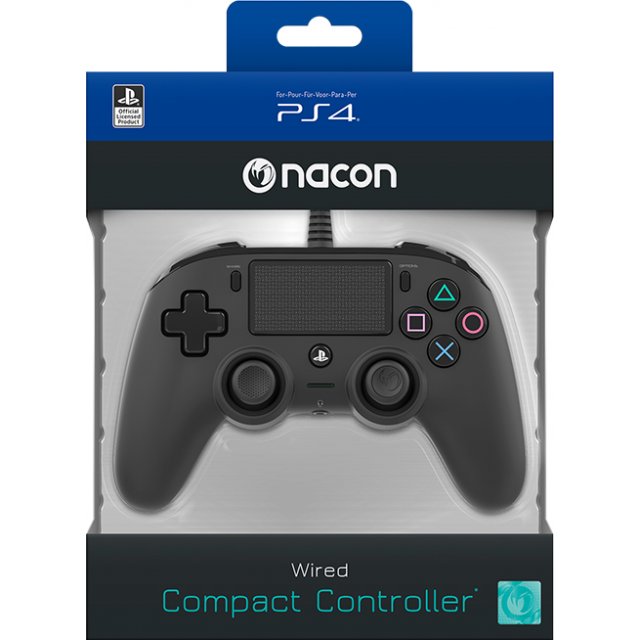 For-Pour-Für-Voor-Para-Per
PS4
Official
Licensed
Product
nacon
SHARE
OPTIONS
Wired
Compact Controller*